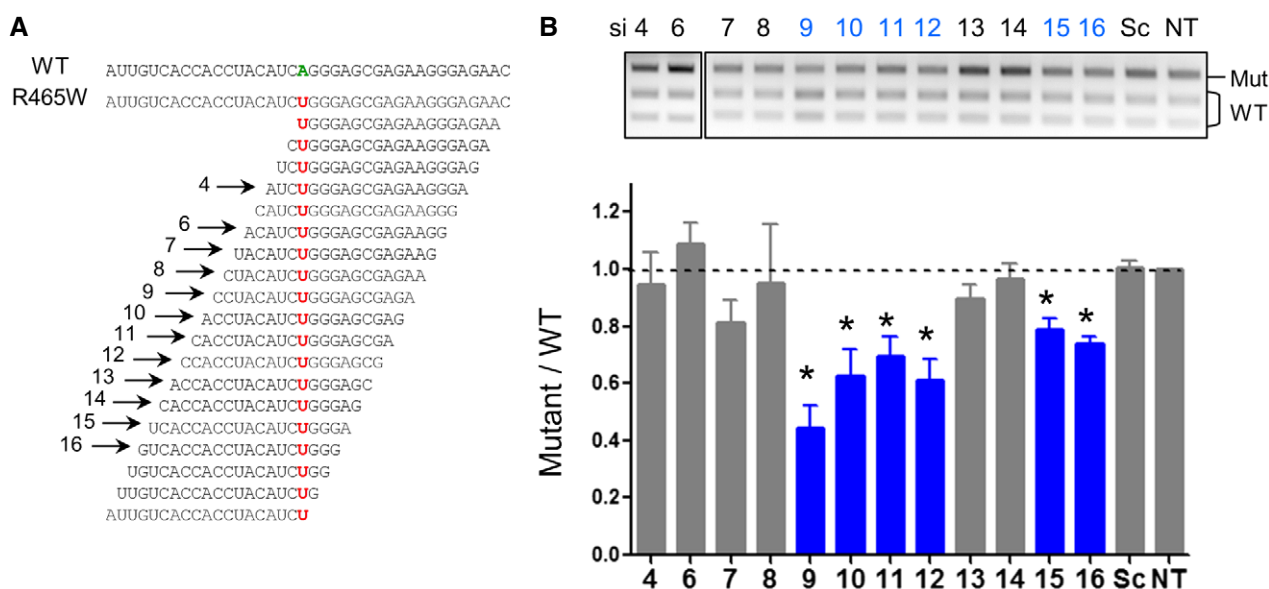 A
WT AUUGUCACCACCUACAUCAGGGAGCGAGAAGGGAGAAC
R465W AUUGUCACCACCUACAUCUGGGAGCGAGAAGGGAGAAC
UGGGAGCGAGAAGGGAGAA
CUGGGAGCGAGAAGGGAGA
UCUGGGAGCGAGAAGGGAG
4 AUCUGGGAGCGAGAAGGGA
CAUCUGGGAGCGAGAAGGG
6 ACAUCUGGGAGCGAGAAGG
7 UACAUCUGGGAGCGAGAAG
8 CUACAUCUGGGAGCGAGAA
9 CCUACAUCUGGGAGCGAGA
10 ACCUACAUCUGGGAGCGAG
11 CACCUACAUCUGGGAGCGA
12 CCACCUACAUCUGGGAGCG
13 ACCACCUACAUCUGGGAGC
14 CACCACCUACAUCUGGGAG
15 UCACCACCUACAUCUGGGA
16 GUCACCACCUACAUCUGGG
UGUCACCACCUACAUCUGG
UUGUCACCACCUACAUCUG
AUUGUCACCACCUACAUCU
B
si 4 6 7 8 9 10 11 12 13 14 15 16 Sc NT
Mut
WT
Mutant / WT
1.2
1.0
0.8
0.6
0.4
0.2
0.0
* * * * * *
4 6 7 8 9 10 11 12 13 14 15 16 Sc NT